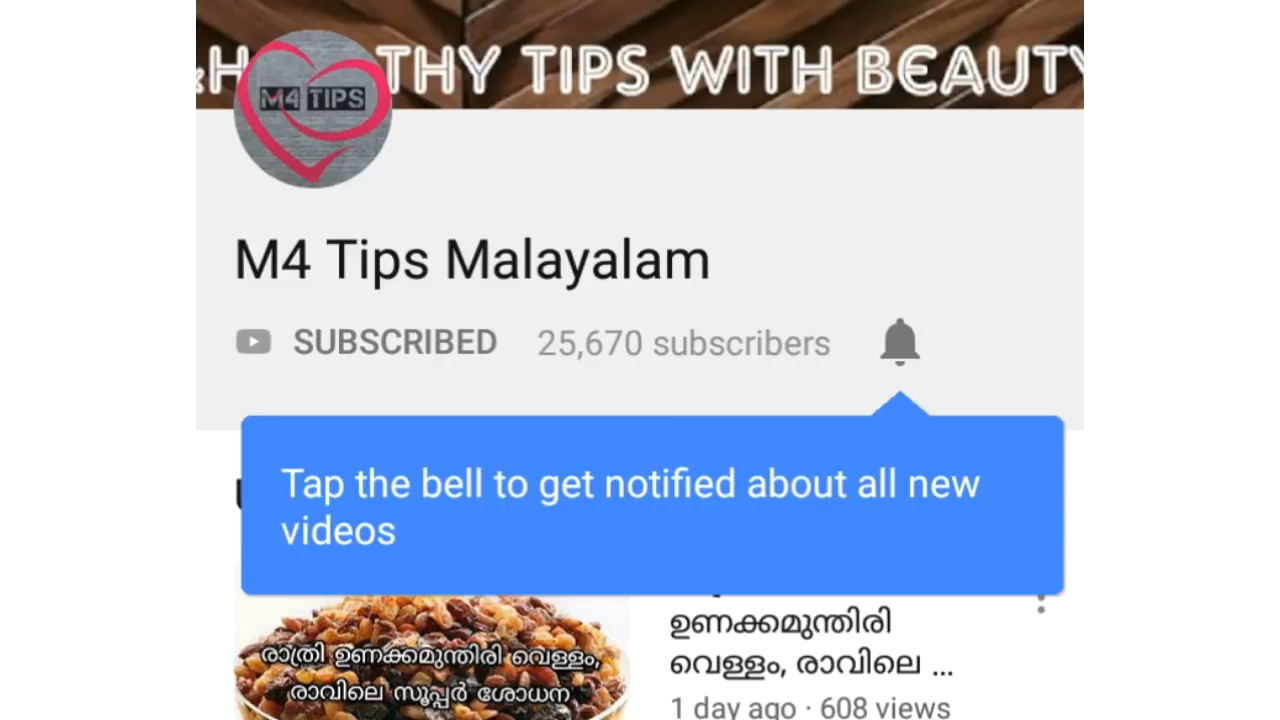 THY TIPS WITH BEAUTY
M4 TIPS
M4 Tips Malayalam
SUBSCRIBED 25,670 subscribers
Tap the bell to get notified about all new
videos
ഉണക്കമുന്തിരി
വെള്ളം, രാവിലെ ...
1 day ago · 608 views
രാത്രി ഉണക്കമുന്തിരി വെള്ളം,
രാവിലെ സൂപ്പർ ശോധന